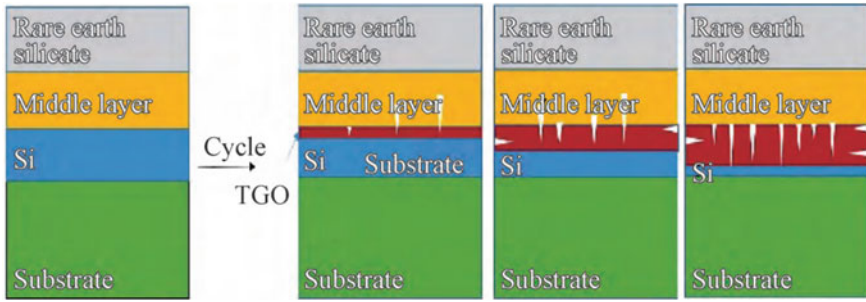 Rare earth
silicate
Middle layer
Si
Substrate
Cycle
TGO
Rare earth
silicate
Middle layer
Si
Substrate
Substrate
Rare earth
silicate
Middle layer
Si
Substrate
Rare earth
silicate
Middle layer
Si
Substrate